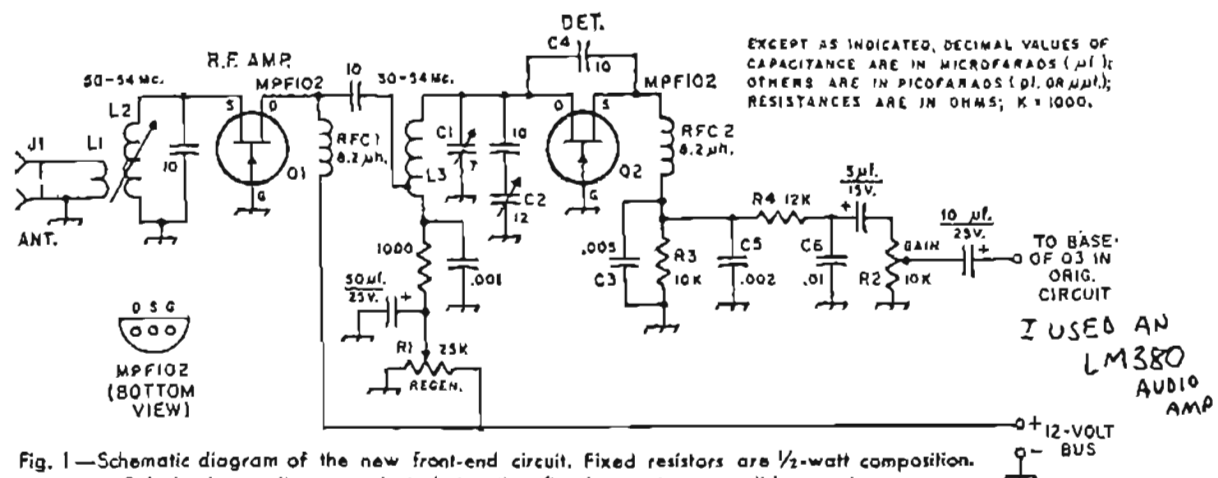 DET.
C4
10
EXCEPT AS INDICATED, DECIMAL VALUES OF
CAPACITANCE ARE IN MICROFARADS (μf);
OTHERS ARE IN PICOFARADS (pf. OR μμf);
RESISTANCES ARE IN OHMS; K = 1000.
R.F. AMP.
MPF102
50-54 Mc.
L2
S
D
10
50-54 Mc.
D
S
MPF102
J1
L1
10
Q1
G
RFC1
8.2 μh.
C1
7
L3
10
C2
12
Q2
G
RFC2
8.2 μh.
ANT.
1000
.001
.005
C3
R3
10K
C5
.002
R4 12K
C6
.01
5 μf.
15V.
+
GAIN
R2
10K
10 μf.
25V.
+
TO BASE
OF Q3 IN
ORIG.
CIRCUIT
50 μf.
25V.
+
R1
25K
REGEN.
D S G
MPF102
(BOTTOM
VIEW)
I USED AN
LM380
AUDIO
AMP
+ 12-VOLT
- BUS
Fig. 1—Schematic diagram of the new front-end circuit. Fixed resistors are ½-watt composition.